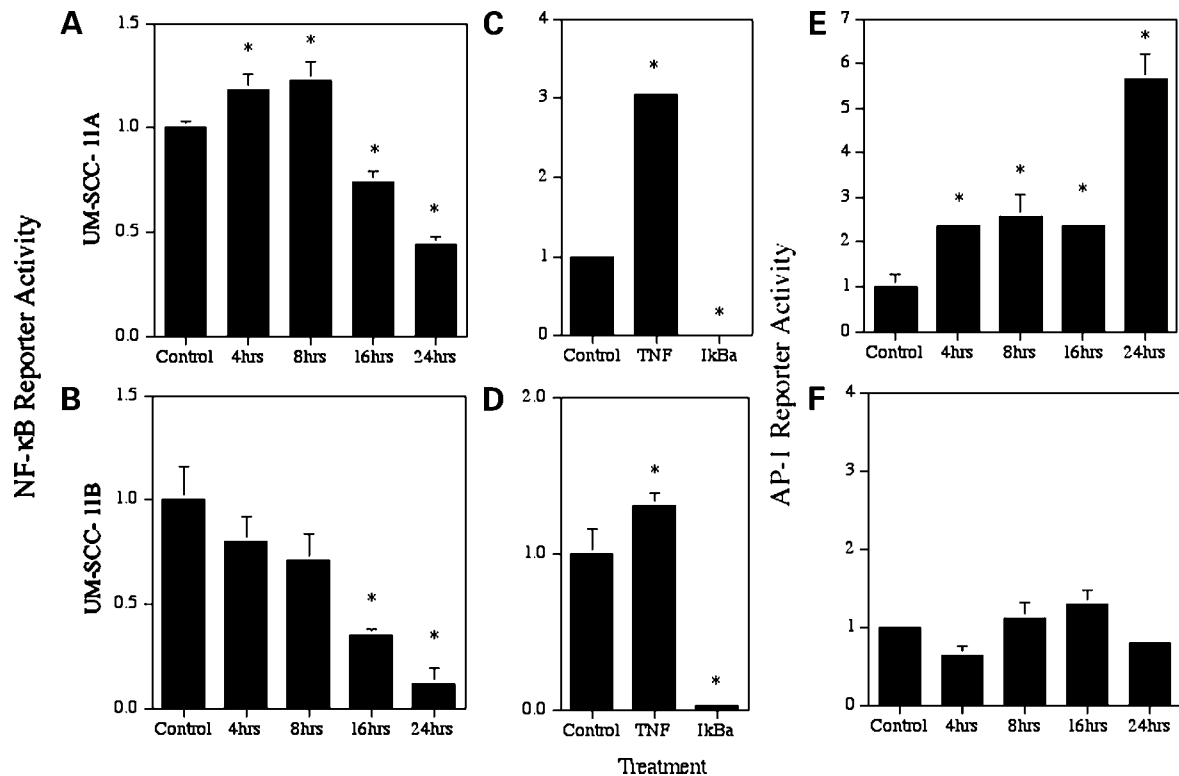 NF-κB Reporter Activity
UM-SCC-11A
UM-SCC-11B
A
1.5
1.0
0.5
0.0
*
*
*
*
Control 4hrs 8hrs 16hrs 24hrs
B
1.5
1.0
0.5
0.0
*
*
Control 4hrs 8hrs 16hrs 24hrs
C
4
3
2
1
0
*
*
Control TNF IkBa
D
2.0
1.0
0.0
*
*
Control TNF IkBa
Treatment
AP-1 Reporter Activity
E
7
6
5
4
3
2
1
0
*
*
*
*
Control 4hrs 8hrs 16hrs 24hrs
F
4
3
2
1
0
Control 4hrs 8hrs 16hrs 24hrs